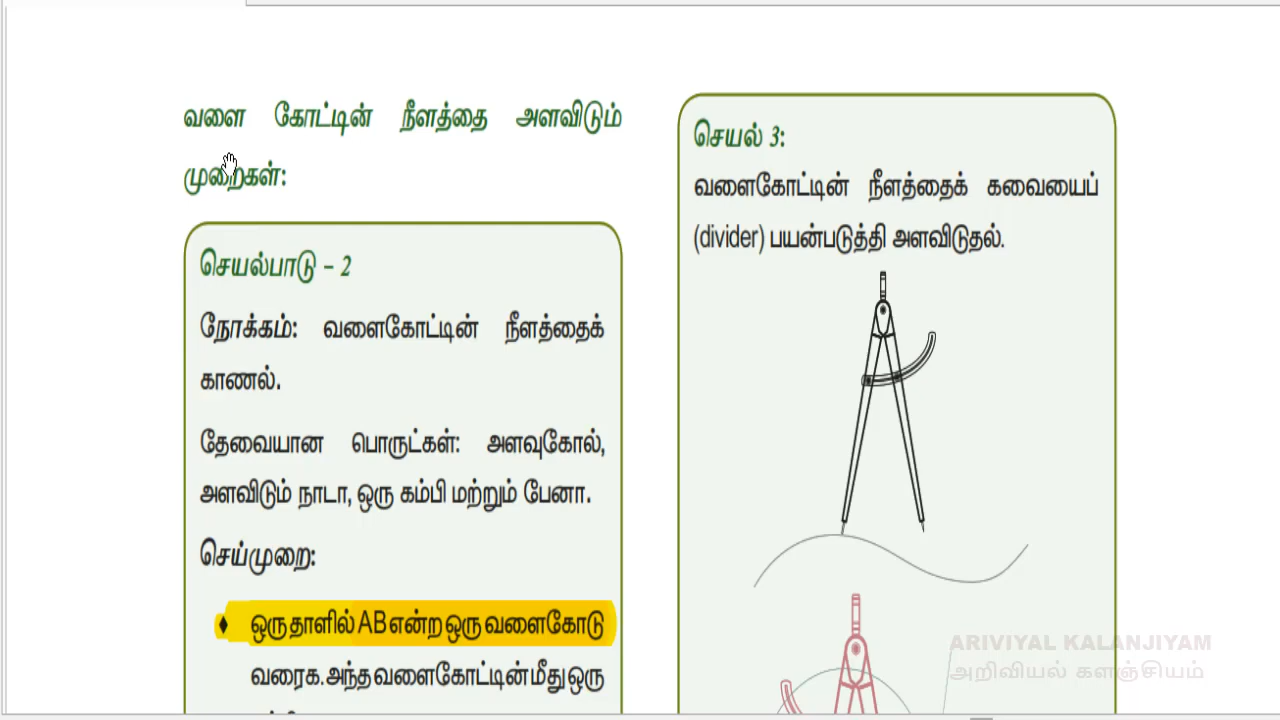 வளை கோட்டின் நீளத்தை அளவிடும்
முறைகள்:
செயல்பாடு – 2
நோக்கம்: வளைகோட்டின் நீளத்தைக்
காணல்.
தேவையான பொருட்கள்: அளவுகோல்,
அளவிடும் நாடா, ஒரு கம்பி மற்றும் பேனா.
செய்முறை:
♦ ஒரு தாளில் AB என்ற ஒரு வளைகோடு
வரைக. அந்த வளைகோட்டின் மீது ஒரு
செயல் 3:
வளைகோட்டின் நீளத்தைக் கவையைப்
(divider) பயன்படுத்தி அளவிடுதல்.
ARIVIYAL KALANJIYAM
அறிவியல் களஞ்சியம்